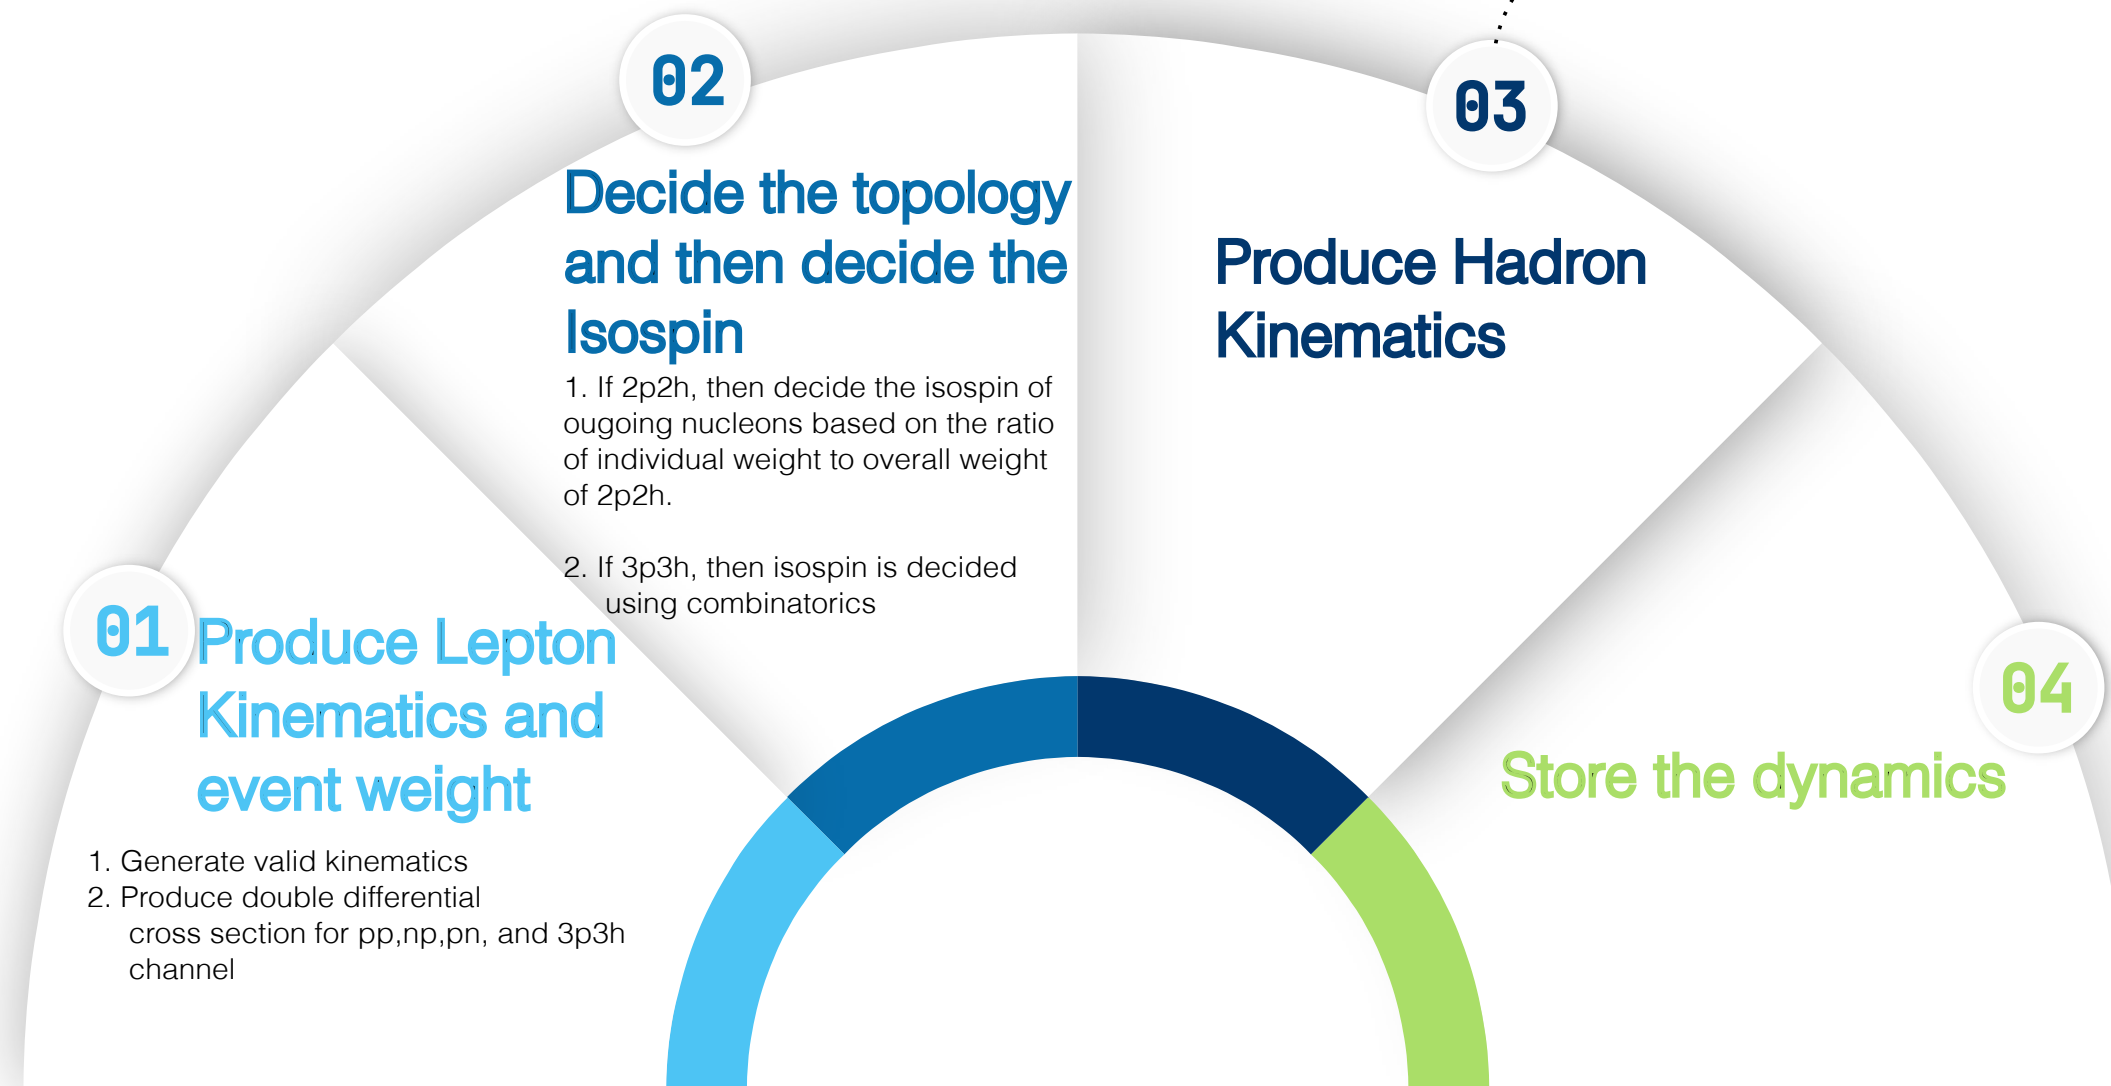 01
Produce Lepton
Kinematics and
event weight
1. Generate valid kinematics
2. Produce double differential
cross section for pp,np,pn, and 3p3h
channel
02
Decide the topology
and then decide the
Isospin
1. If 2p2h, then decide the isospin of
ougoing nucleons based on the ratio
of individual weight to overall weight
of 2p2h.
2. If 3p3h, then isospin is decided
using combinatorics
03
Produce Hadron
Kinematics
04
Store the dynamics